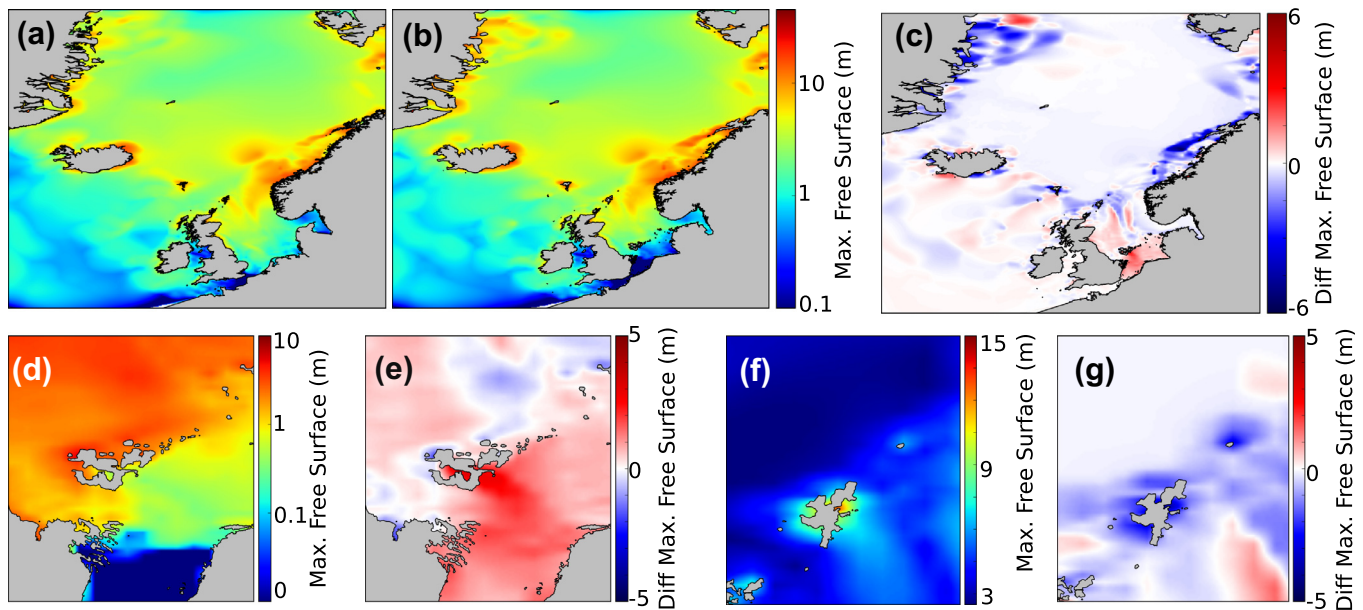 (a)
(b)
10
1
0.1
Max. Free Surface (m)
(c)
6
0
-6
Diff Max. Free Surface (m)
(d)
10
1
0.1
0
Max. Free Surface (m)
(e)
5
0
-5
Diff Max. Free Surface (m)
(f)
15
9
3
Max. Free Surface (m)
(g)
5
0
-5
Diff Max. Free Surface (m)